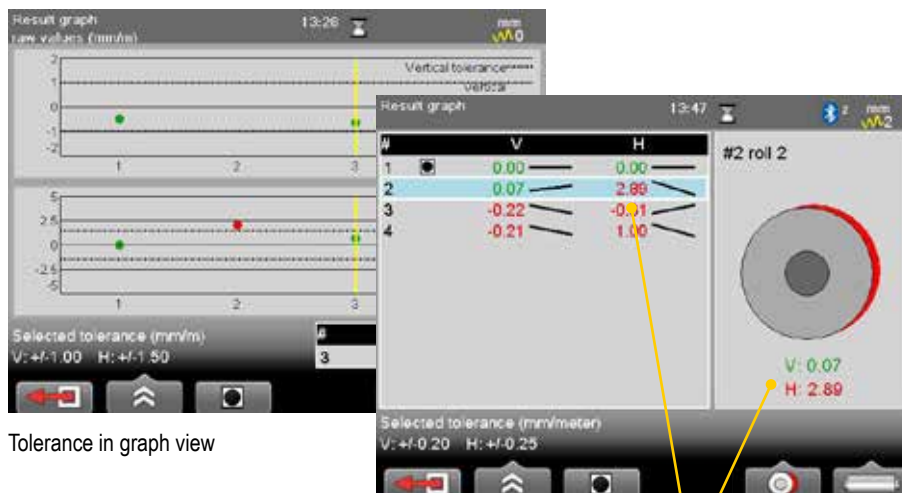 Result graph
raw values (mm/m)
13:28
mm
0
2
1
0
-1
-2
Vertical tolerance
Vertical
1 2 3
5
2.5
0
-2.5
-5
1 2 3
Selected tolerance (mm/m)
V: +/-1.00 H: +/-1.50
#
3
Tolerance in graph view
Result graph
13:47
2
mm
2
# V H
1 0.00 0.00
2 0.07 2.89
3 -0.22
4 -0.21 1.00
#2 roll 2
V: 0.07
H: 2.89
Selected tolerance (mm/meter)
V: +/-0.20 H: +/-0.25